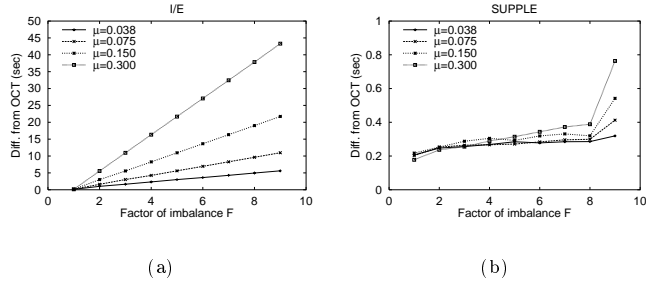 I/E
50
45
40
35
30
25
20
15
10
5
0
Diff. from OCT (sec)
μ=0.038
μ=0.075
μ=0.150
μ=0.300
0 2 4 6 8 10
Factor of imbalance F
(a)
SUPPLE
1
0.8
0.6
0.4
0.2
0
Diff. from OCT (sec)
μ=0.038
μ=0.075
μ=0.150
μ=0.300
0 2 4 6 8 10
Factor of imbalance F
(b)